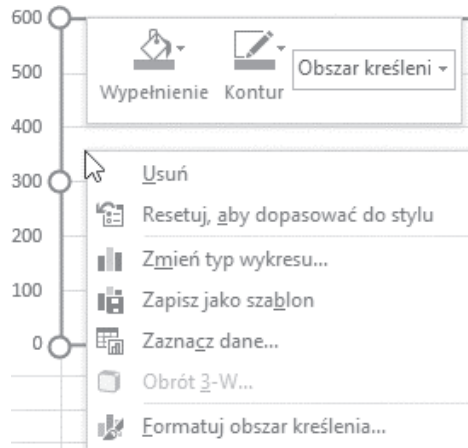 600
500
400
300
200
100
0
Wypełnienie Kontur
Obszar kreśleni
Usuń
Resetuj, aby dopasować do stylu
Zmień typ wykresu...
Zapisz jako szablon
Zaznacz dane...
Obrót 3-W...
Formatuj obszar kreślenia...